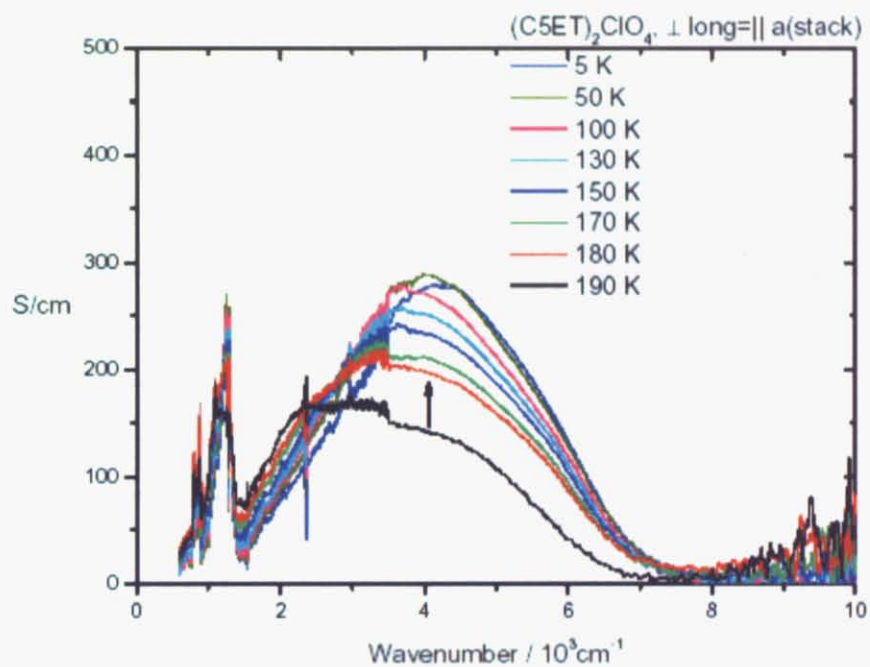 (C5ET)₂ClO₄, ⊥ long=|| a(stack)
500
400
300
200
100
0
S/cm
5 K
50 K
100 K
130 K
150 K
170 K
180 K
190 K
0 2 4 6 8 10
Wavenumber / 10³cm⁻¹